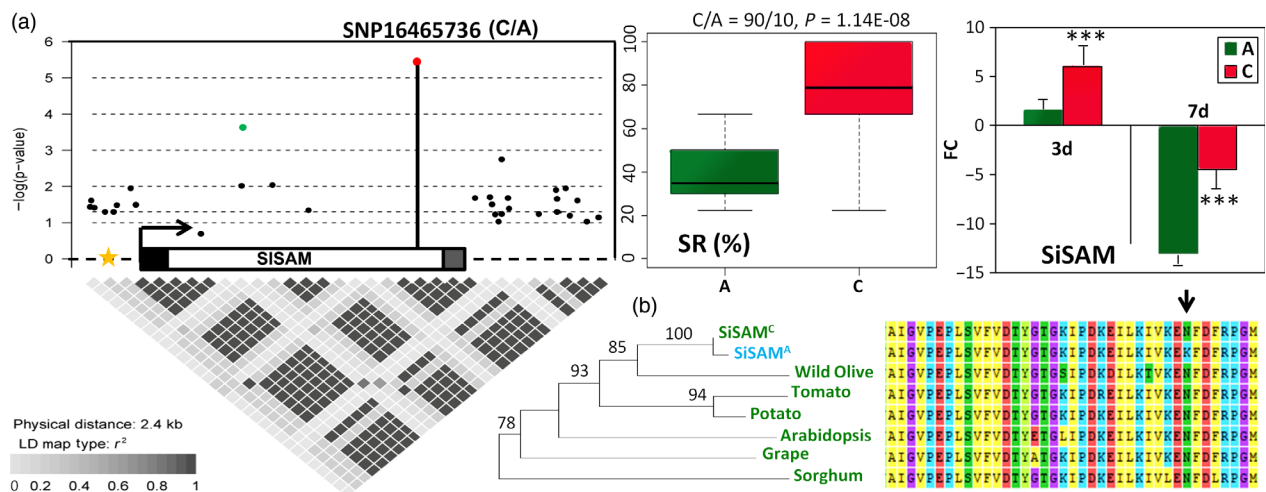 (a)
SNP16465736 (C/A)
−log(p-value)
6
5
4
3
2
1
0
SISAM
Physical distance: 2.4 kb
LD map type: r²
0 0.2 0.6 0.8 1
C/A = 90/10, P = 1.14E-08
100
80
60
40
20
0
SR (%)
A
C
FC
10
5
0
−5
−10
−15
***
A
C
3d
7d
***
SiSAM
(b)
100
85
93
94
78
SiSAMᶜ AIGVPEPLSVFVDTYGTGKIPDKEILKIVKENFDFRPGM
SiSAMᴬ AIGVPEPLSVFVDTYGTGKIPDKEILKIVKEKFDFRPGM
Wild Olive AIGVPEPLSVFVDTYGTGSIPDKEILKTVKENFDFRPGM
Tomato AIGVPEPLSVFVDTYGTGKIPDREILKIVKENFDFRPGM
Potato AIGVPEPLSVFVDTYGTGKIPDKEILKIVKENFDFRPGM
Arabidopsis AIGVPEPLSVFVDTYETGLIPDKEILKIVKENFDFRPGM
Grape AIGVPEPLSVFVDTYATGKIPDKEILKIVKENFDFRPGM
Sorghum AIGVPEPLSVFVDTYGTGKIPDKEILKIVLENFDFRPGM